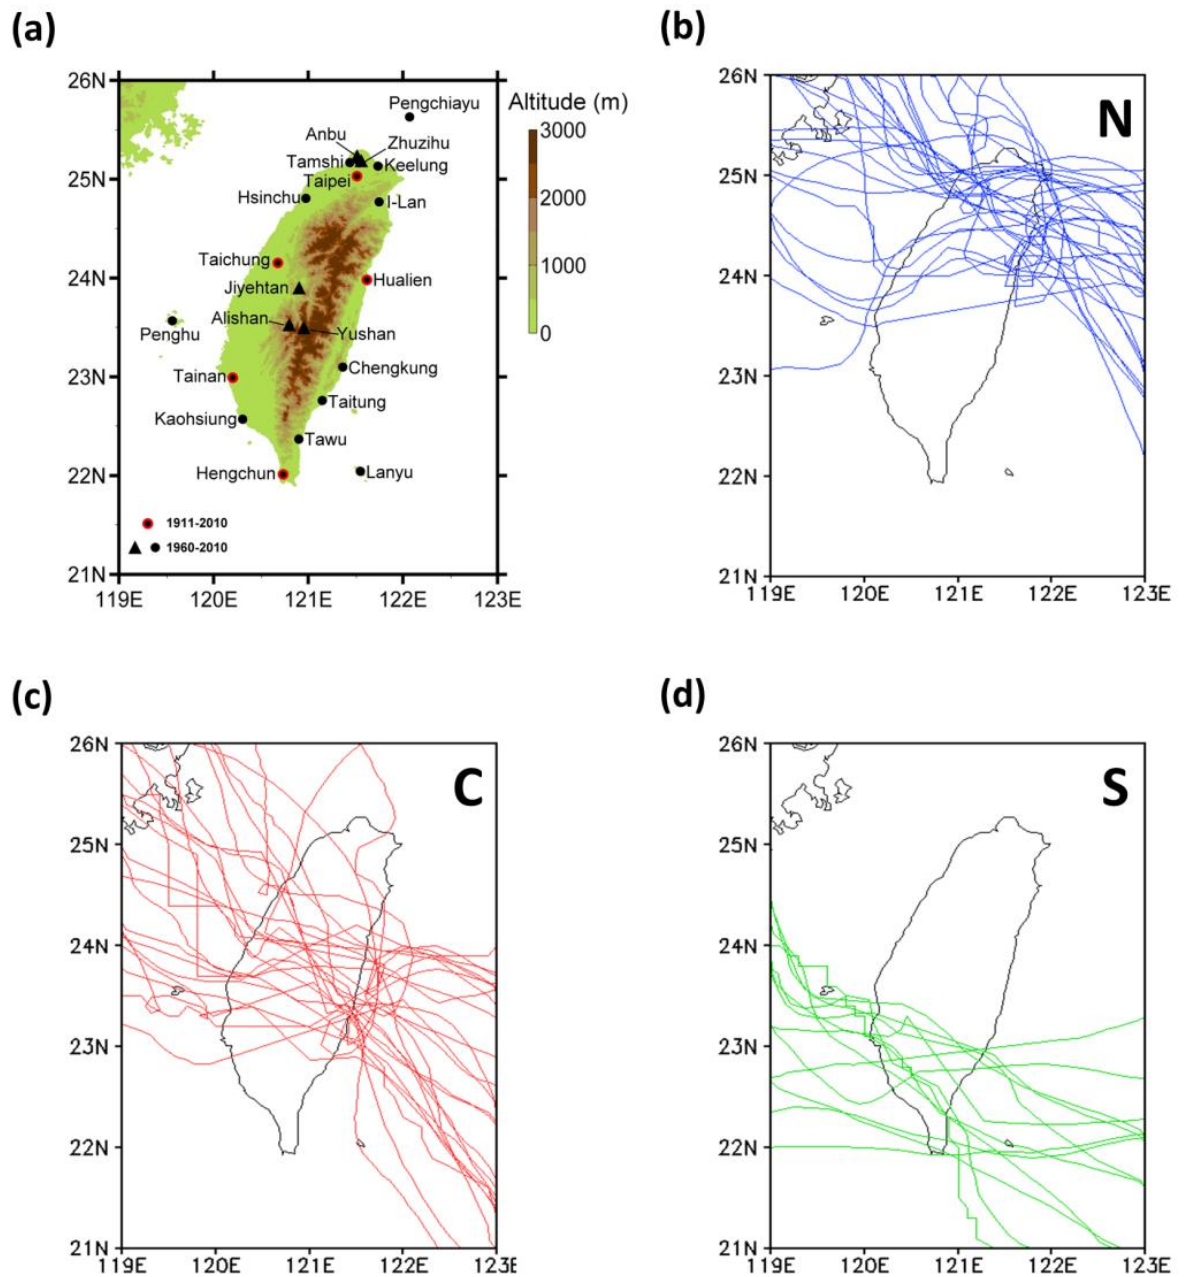 (a)
26N
25N
24N
23N
22N
21N
119E 120E 121E 122E 123E
Pengchiayu
Anbu
Zhuzihu
Tamshi
Keelung
Taipei
Hsinchu
I-Lan
Taichung
Hualien
Jiyehtan
Alishan
Yushan
Penghu
Chengkung
Tainan
Taitung
Kaohsiung
Tawu
Hengchun
Lanyu
1911-2010
1960-2010
Altitude (m)
3000
2000
1000
0
(b)
N
26N
25N
24N
23N
22N
21N
119E 120E 121E 122E 123E
(c)
C
26N
25N
24N
23N
22N
21N
119E 120E 121E 122E 123E
(d)
S
26N
25N
24N
23N
22N
21N
119E 120E 121E 122E 123E